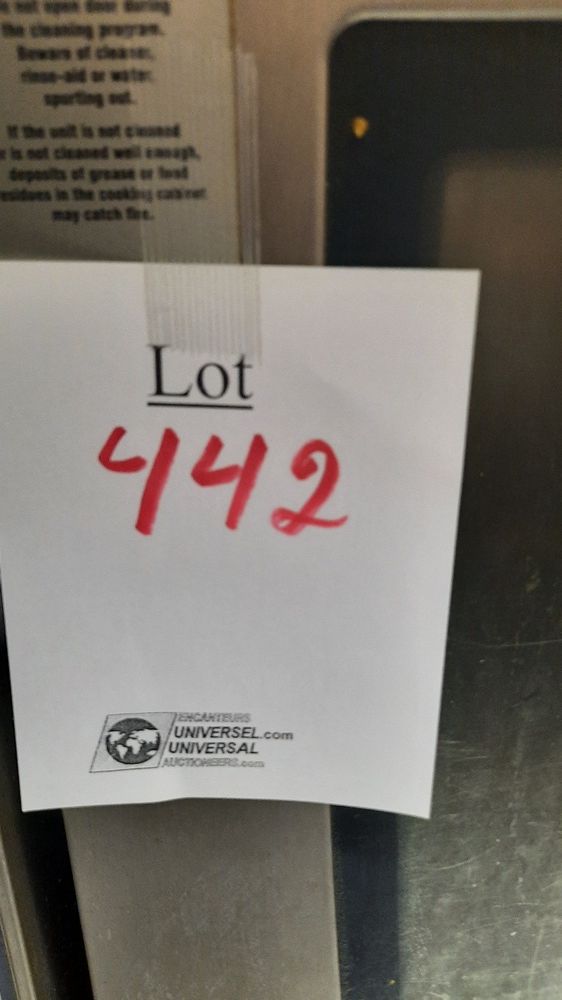 not open door during
the cleaning program.
Beware of cleaner,
rinse-aid or water
spurting out.
If the unit is not cleaned
is not cleaned well enough,
deposits of grease or food
residues in the cooking cabinet
may catch fire.
Lot
442
ENCANTEURS
UNIVERSEL.com
UNIVERSAL
AUCTIONEERS.com